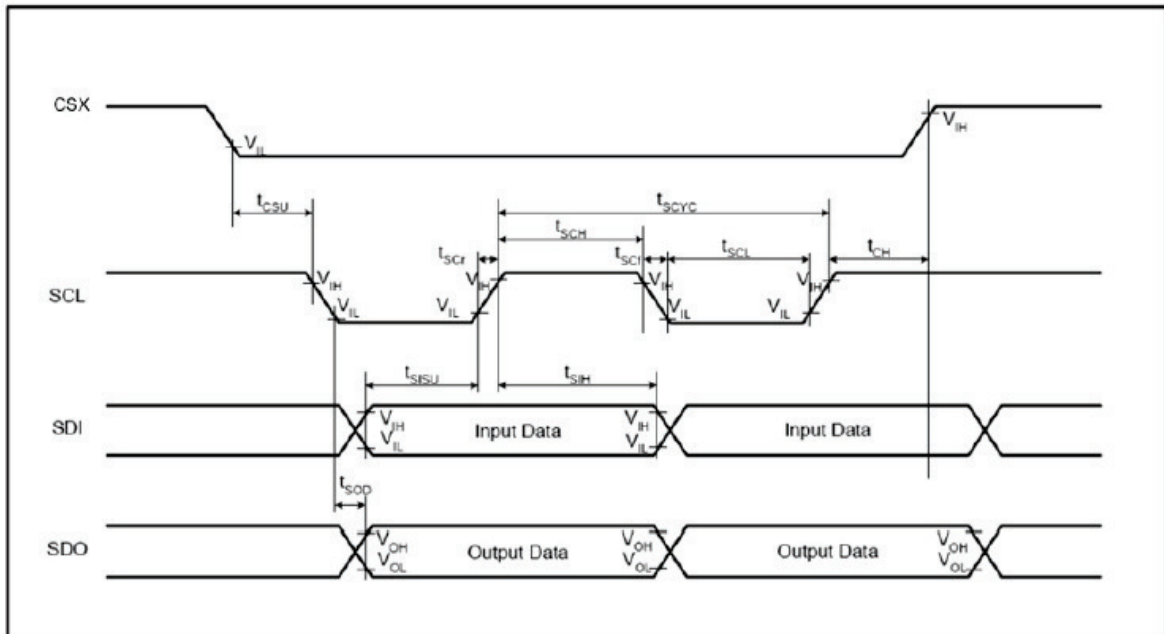 CSX
V_IL
V_IH
t_CSU
t_SCYC
t_SCH
t_SCr
t_SCf
t_SCL
t_CH
SCL
V_IH
V_IL
V_IL
V_IH
V_IH
V_IL
V_IL
V_IH
t_SISU
t_SIH
SDI
V_IH
V_IL
Input Data
V_IH
V_IL
Input Data
t_SOD
SDO
V_OH
V_OL
Output Data
V_OH
V_OL
Output Data
V_OH
V_OL